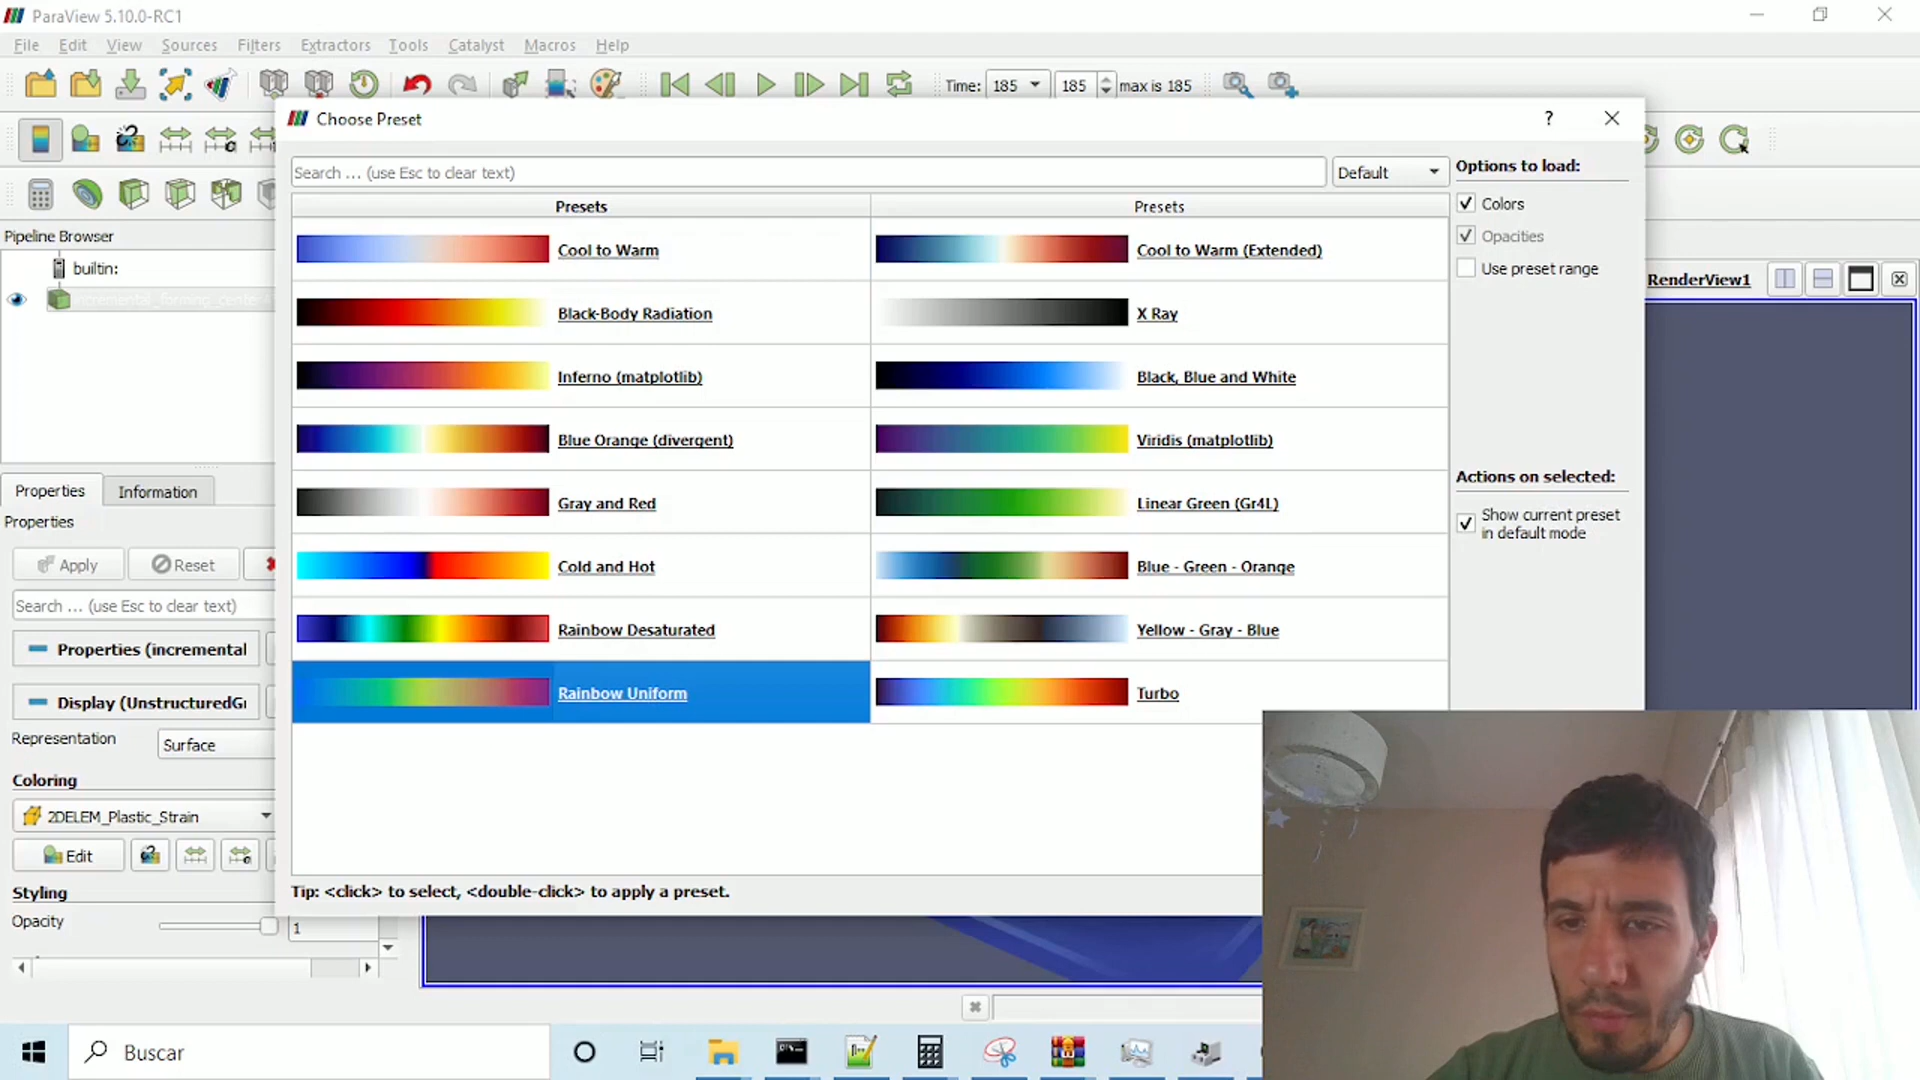 ParaView 5.10.0-RC1
File Edit View Sources Filters Extractors Tools Catalyst Macros Help
Time: 185 185 max is 185
Choose Preset ?
Search ... (use Esc to clear text) Default
Options to load:
Presets Presets
Colors
Opacities
Use preset range
Cool to Warm
Cool to Warm (Extended)
Black-Body Radiation
X Ray
Inferno (matplotlib)
Black, Blue and White
Blue Orange (divergent)
Viridis (matplotlib)
Gray and Red
Linear Green (Gr4L)
Cold and Hot
Blue - Green - Orange
Rainbow Desaturated
Yellow - Gray - Blue
Rainbow Uniform
Turbo
Actions on selected:
Show current preset
in default mode
Tip: <click> to select, <double-click> to apply a preset.
RenderView1
Pipeline Browser
builtin:
incremental_forming_center
Properties Information
Properties
Apply Reset
Search ... (use Esc to clear text)
Properties (incremental
Display (UnstructuredGr
Representation Surface
Coloring
2DELEM_Plastic_Strain
Edit
Styling
Opacity 1
Buscar